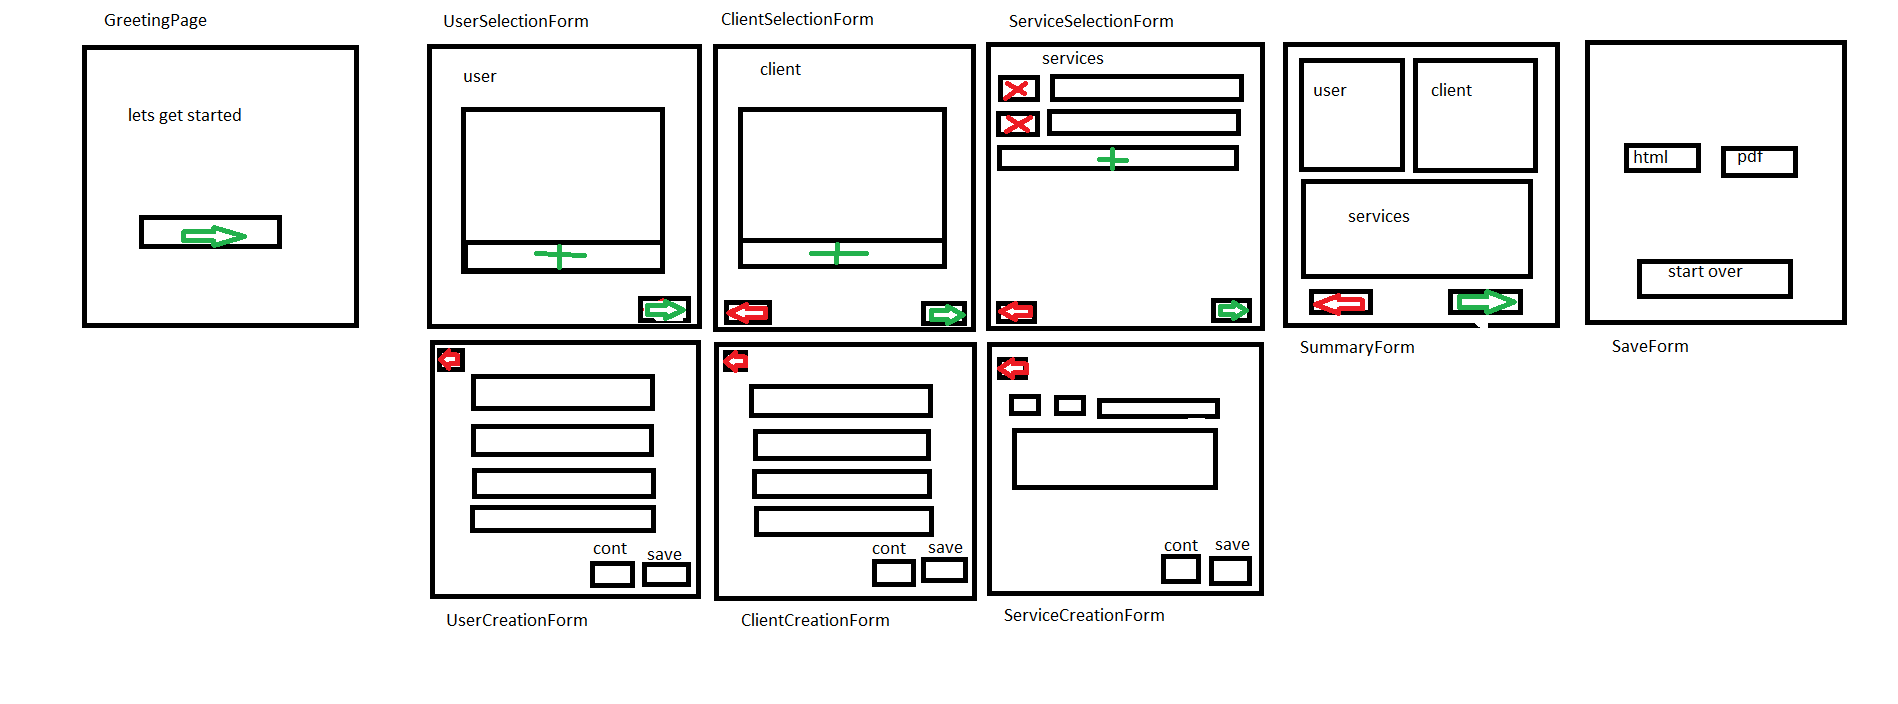 GreetingPage
lets get started
UserSelectionForm
user
ClientSelectionForm
client
ServiceSelectionForm
services
user
client
services
SummaryForm
html
pdf
start over
SaveForm
cont
save
UserCreationForm
cont
save
ClientCreationForm
cont
save
ServiceCreationForm